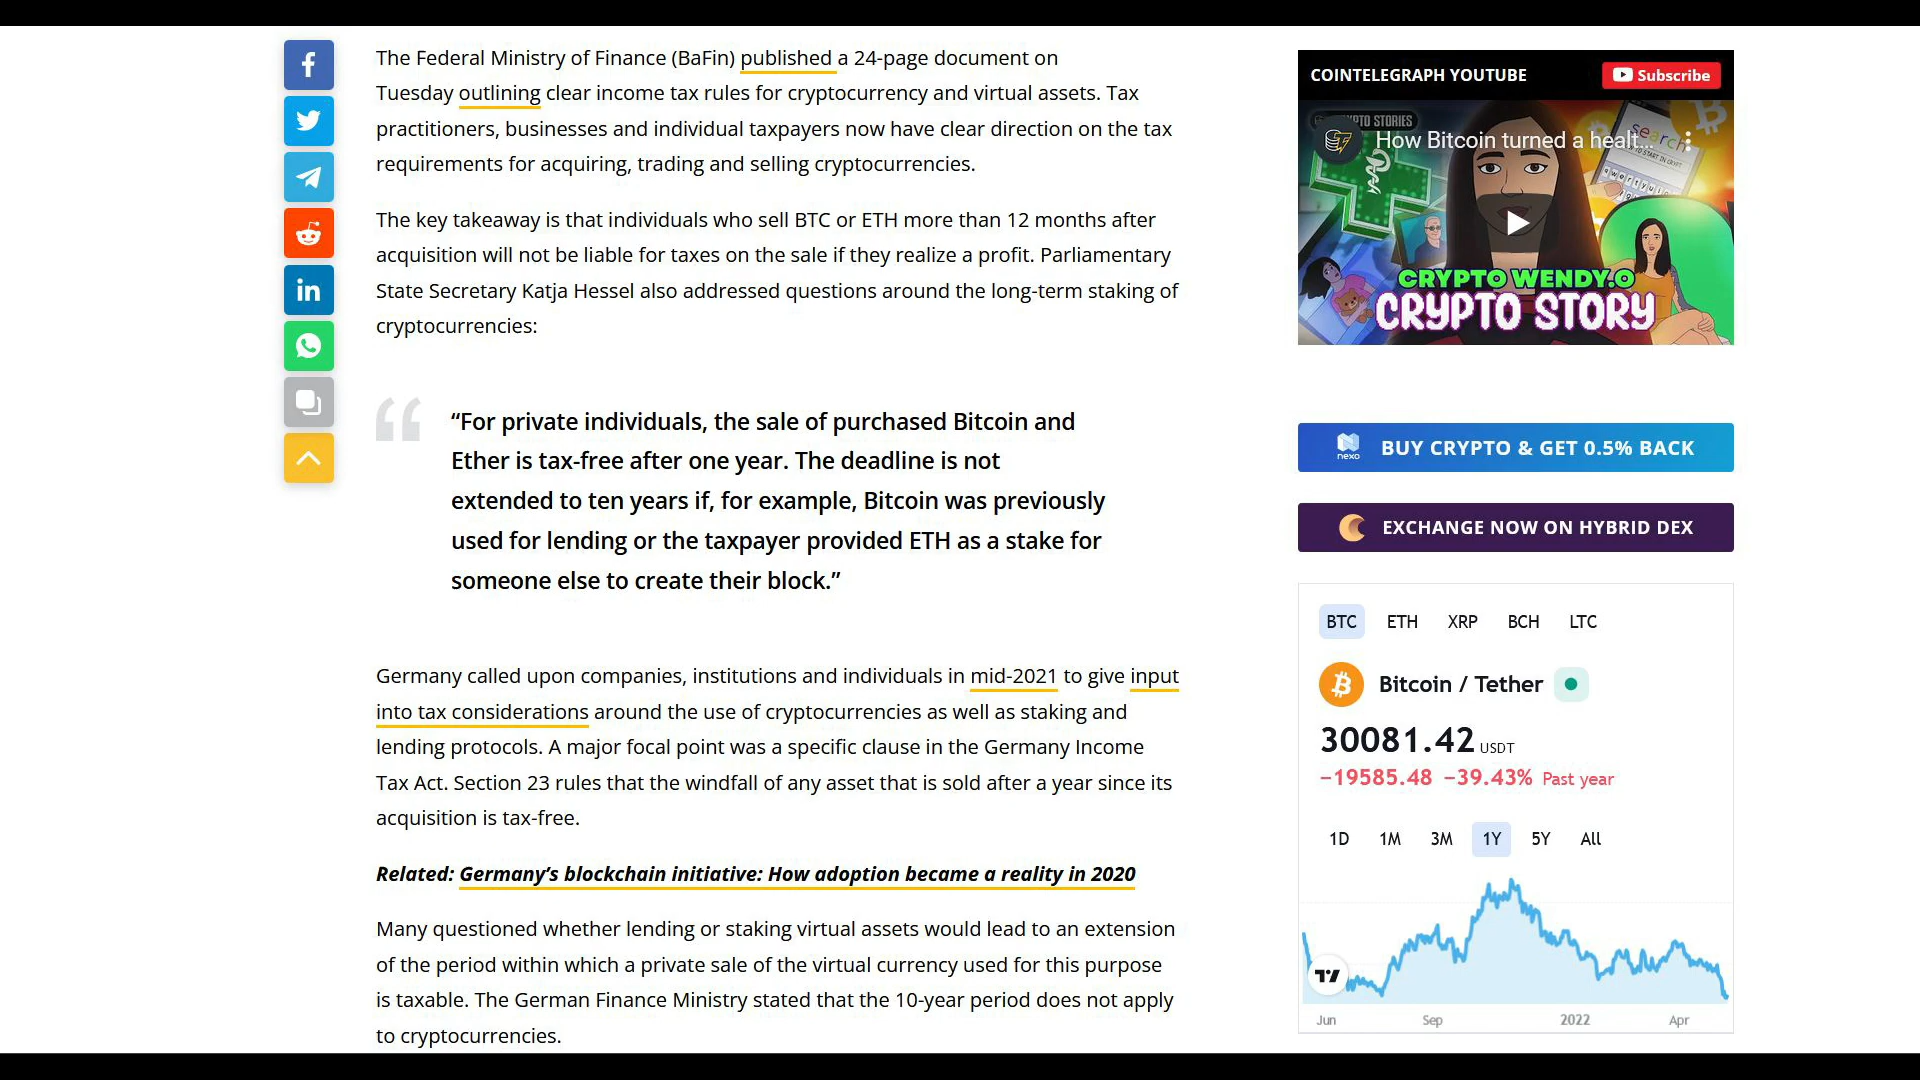 The Federal Ministry of Finance (BaFin) published a 24-page document on
Tuesday outlining clear income tax rules for cryptocurrency and virtual assets. Tax
practitioners, businesses and individual taxpayers now have clear direction on the tax
requirements for acquiring, trading and selling cryptocurrencies.
The key takeaway is that individuals who sell BTC or ETH more than 12 months after
acquisition will not be liable for taxes on the sale if they realize a profit. Parliamentary
State Secretary Katja Hessel also addressed questions around the long-term staking of
cryptocurrencies:
“For private individuals, the sale of purchased Bitcoin and
Ether is tax-free after one year. The deadline is not
extended to ten years if, for example, Bitcoin was previously
used for lending or the taxpayer provided ETH as a stake for
someone else to create their block.”
Germany called upon companies, institutions and individuals in mid-2021 to give input
into tax considerations around the use of cryptocurrencies as well as staking and
lending protocols. A major focal point was a specific clause in the Germany Income
Tax Act. Section 23 rules that the windfall of any asset that is sold after a year since its
acquisition is tax-free.
Related: Germany’s blockchain initiative: How adoption became a reality in 2020
Many questioned whether lending or staking virtual assets would lead to an extension
of the period within which a private sale of the virtual currency used for this purpose
is taxable. The German Finance Ministry stated that the 10-year period does not apply
to cryptocurrencies.
COINTELEGRAPH YOUTUBE
Subscribe
How Bitcoin turned a healt...
search
CRYPTO WENDY.O
CRYPTO STORY
nexo
BUY CRYPTO & GET 0.5% BACK
EXCHANGE NOW ON HYBRID DEX
BTC ETH XRP BCH LTC
Bitcoin / Tether
30081.42 USDT
−19585.48 −39.43% Past year
1D 1M 3M 1Y 5Y All
Jun Sep 2022 Apr